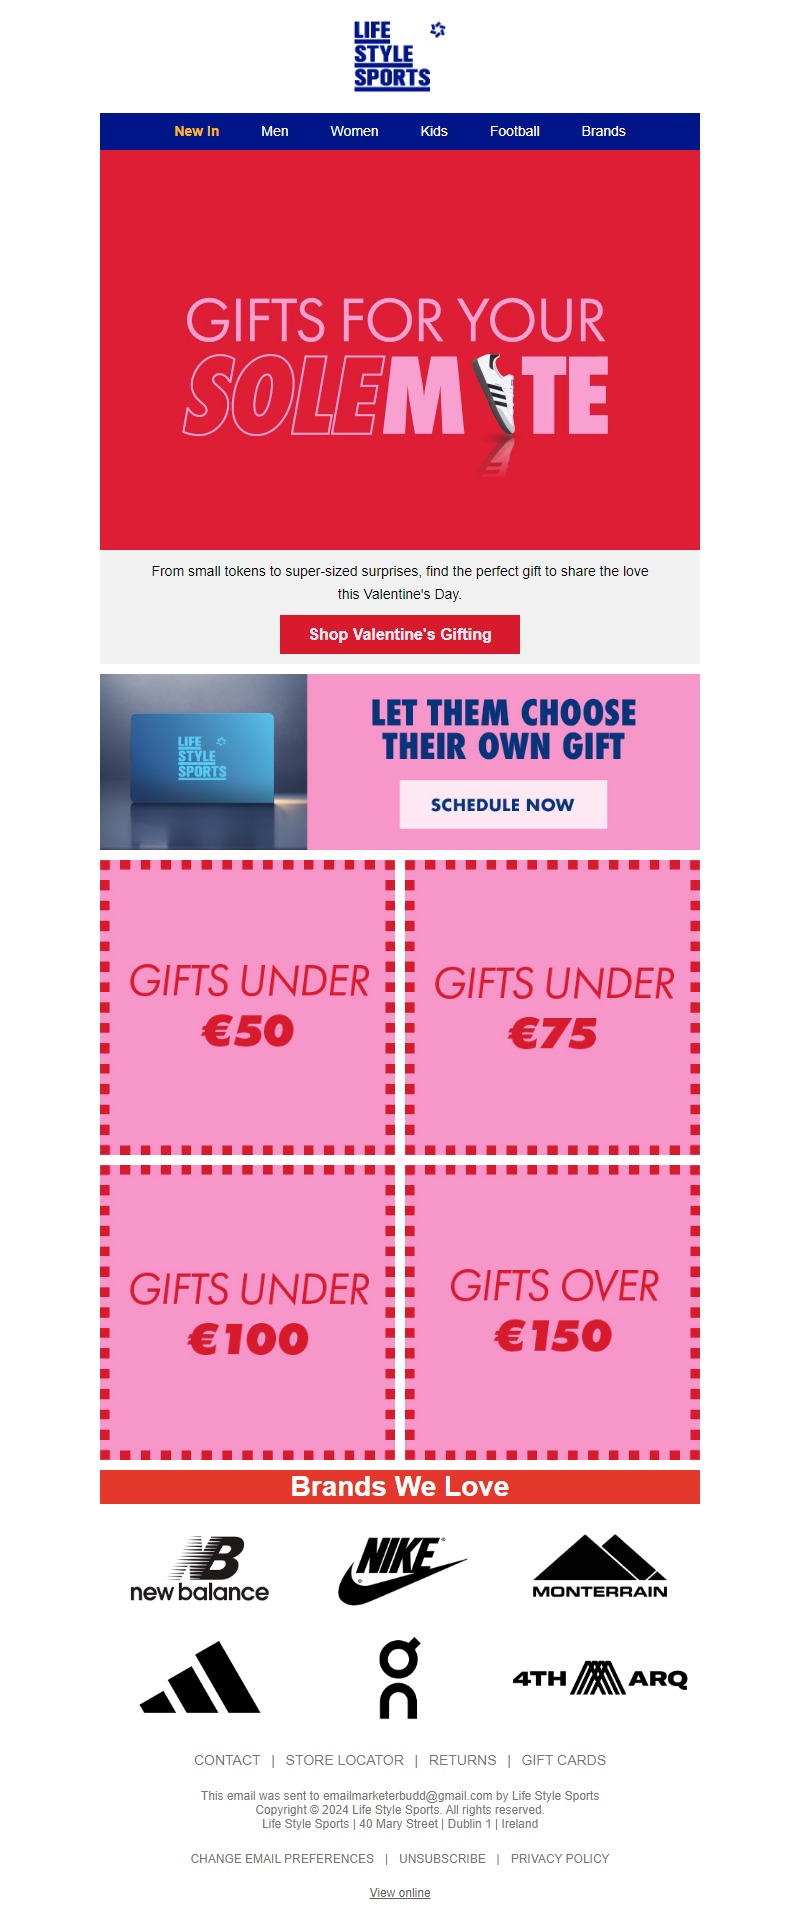 LIFE
STYLE
SPORTS
New In Men Women Kids Football Brands
GIFTS FOR YOUR
SOLEM TE
From small tokens to super-sized surprises, find the perfect gift to share the love
this Valentine's Day.
Shop Valentine's Gifting
LIFE
STYLE
SPORTS
LET THEM CHOOSE
THEIR OWN GIFT
SCHEDULE NOW
GIFTS UNDER
€50
GIFTS UNDER
€75
GIFTS UNDER
€100
GIFTS OVER
€150
Brands We Love
NB
new balance
NIKE
MONTERRAIN
On
4TH ARQ
CONTACT | STORE LOCATOR | RETURNS | GIFT CARDS
This email was sent to emailmarketerbudd@gmail.com by Life Style Sports
Copyright © 2024 Life Style Sports. All rights reserved.
Life Style Sports | 40 Mary Street | Dublin 1 | Ireland
CHANGE EMAIL PREFERENCES | UNSUBSCRIBE | PRIVACY POLICY
View online